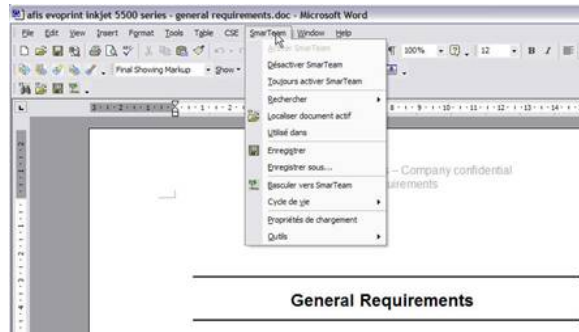 afis evoprint inkjet 5500 series - general requirements.doc - Microsoft Word
File Edit View Insert Format Tools Table CSE SmarTeam Window Help
Activer SmarTeam
100% 12 B I
Final Showing Markup Show
Désactiver SmarTeam
Toujours activer SmarTeam
Rechercher
Localiser document actif
Utilisé dans
Enregistrer
Enregistrer sous...
Basculer vers SmarTeam
Cycle de vie
Propriétés de chargement
Outils
– Company confidential
General Requirements